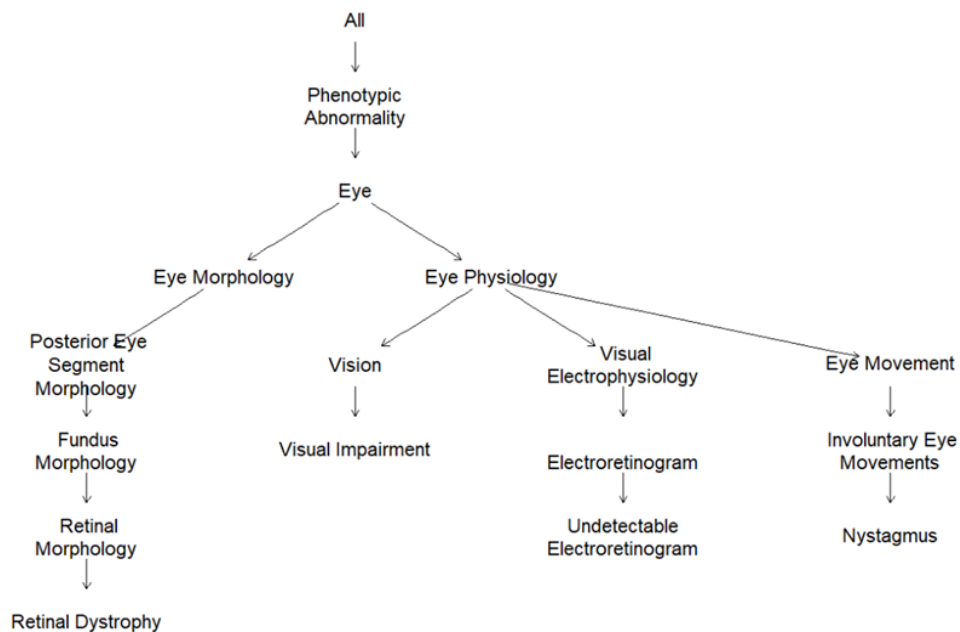 All
Phenotypic
Abnormality
Eye
Eye Morphology
Eye Physiology
Posterior Eye
Segment
Morphology
Vision
Visual
Electrophysiology
Eye Movement
Fundus
Morphology
Visual Impairment
Electroretinogram
Involuntary Eye
Movements
Retinal
Morphology
Undetectable
Electroretinogram
Nystagmus
Retinal Dystrophy